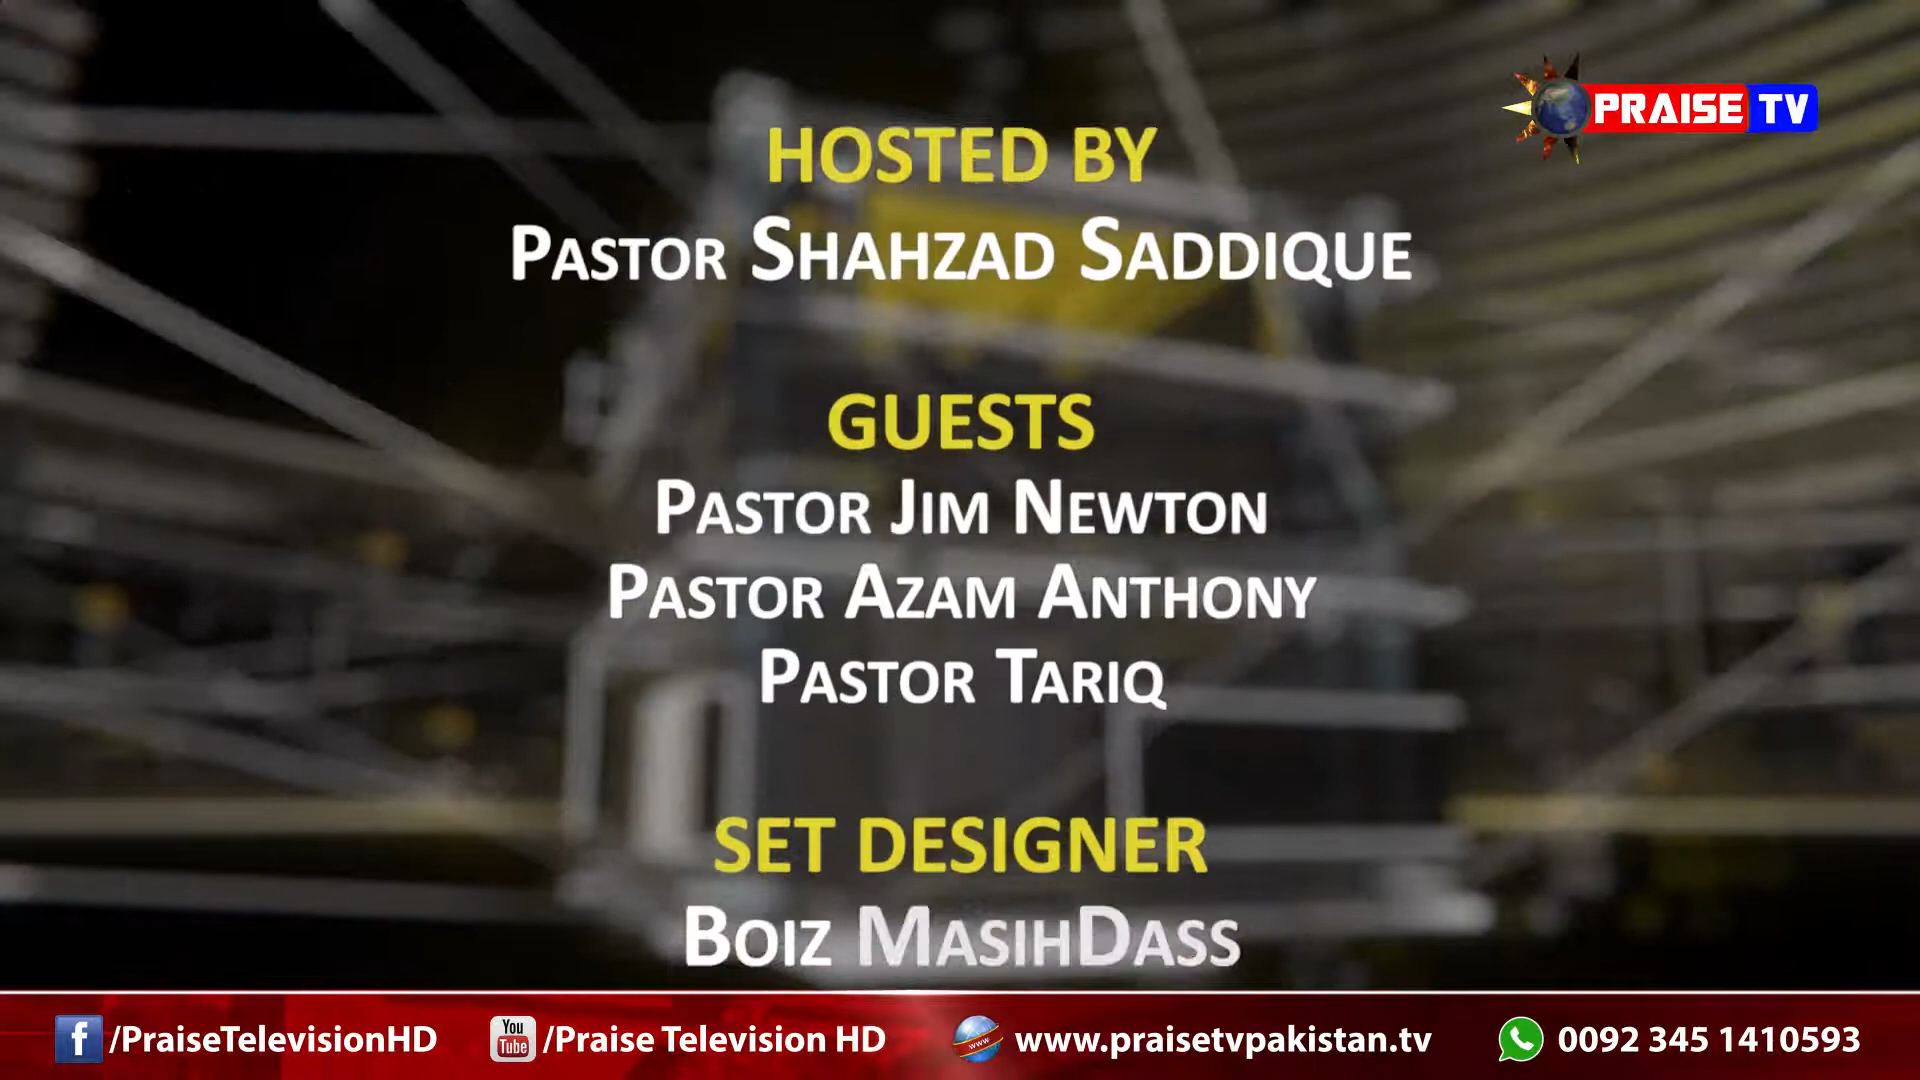 PRAISE TV
HOSTED BY
PASTOR SHAHZAD SADDIQUE
GUESTS
PASTOR JIM NEWTON
PASTOR AZAM ANTHONY
PASTOR TARIQ
SET DESIGNER
BOIZ MASIHDASS
f /PraiseTelevisionHD You Tube /Praise Television HD www www.praisetvpakistan.tv 0092 345 1410593